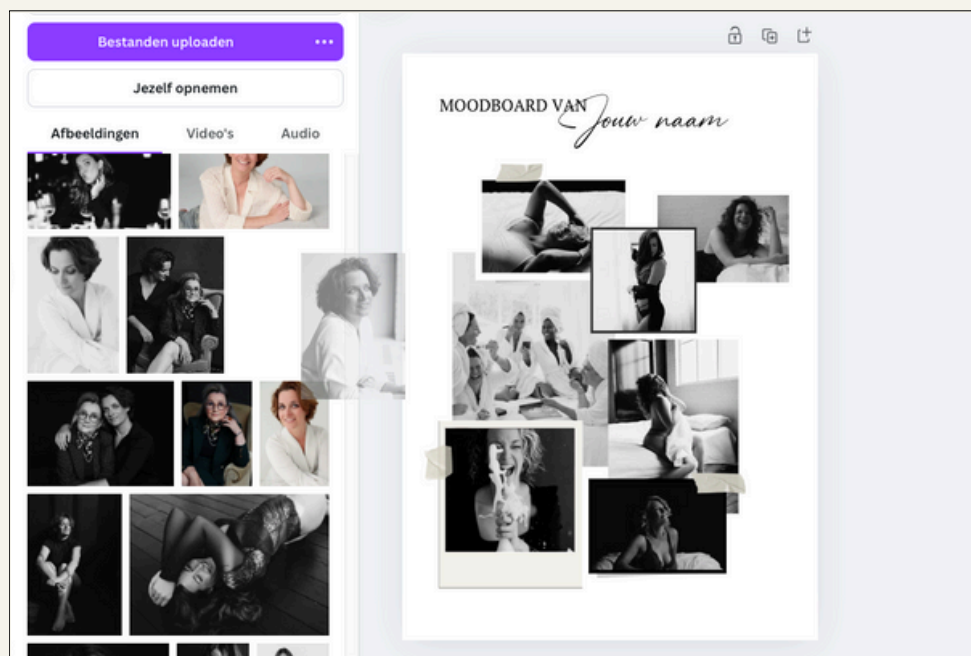 Bestanden uploaden
Jezelf opnemen
Afbeeldingen Video's Audio
MOODBOARD VAN Jouw naam